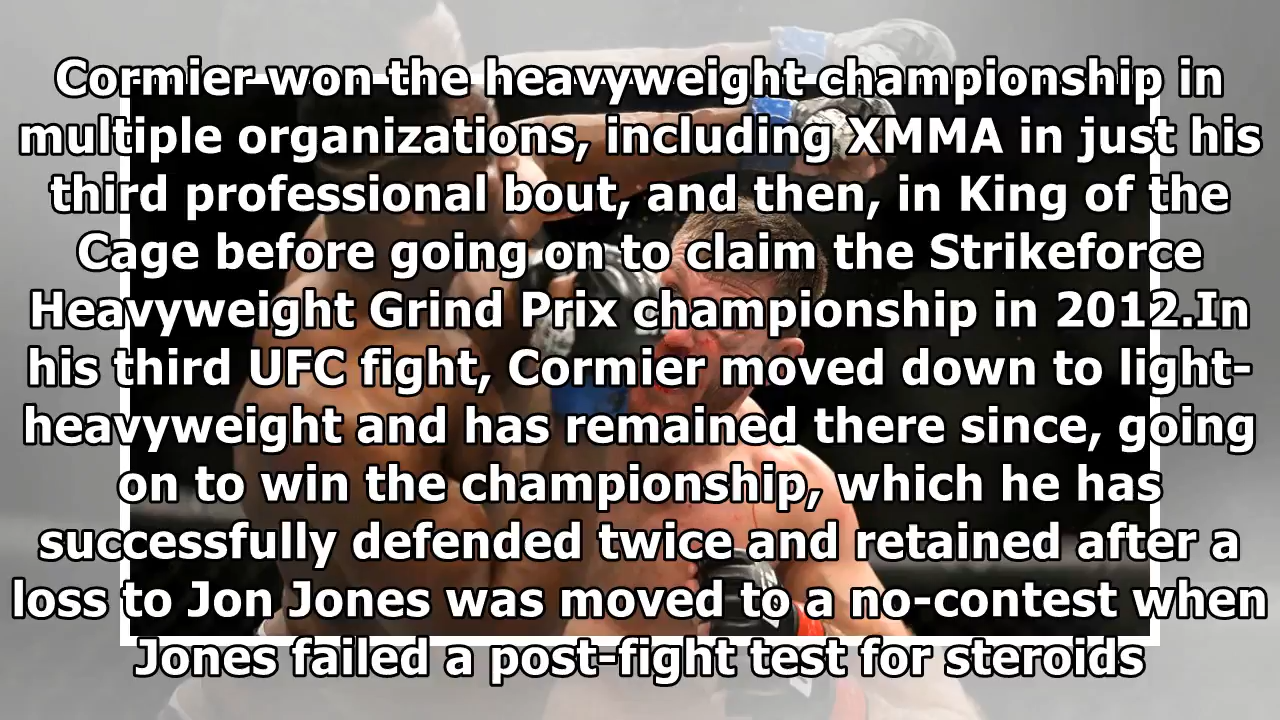 Cormier won the heavyweight championship in
multiple organizations, including XMMA in just his
third professional bout, and then, in King of the
Cage before going on to claim the Strikeforce
Heavyweight Grind Prix championship in 2012.In
his third UFC fight, Cormier moved down to light-
heavyweight and has remained there since, going
on to win the championship, which he has
successfully defended twice and retained after a
loss to Jon Jones was moved to a no-contest when
Jones failed a post-fight test for steroids